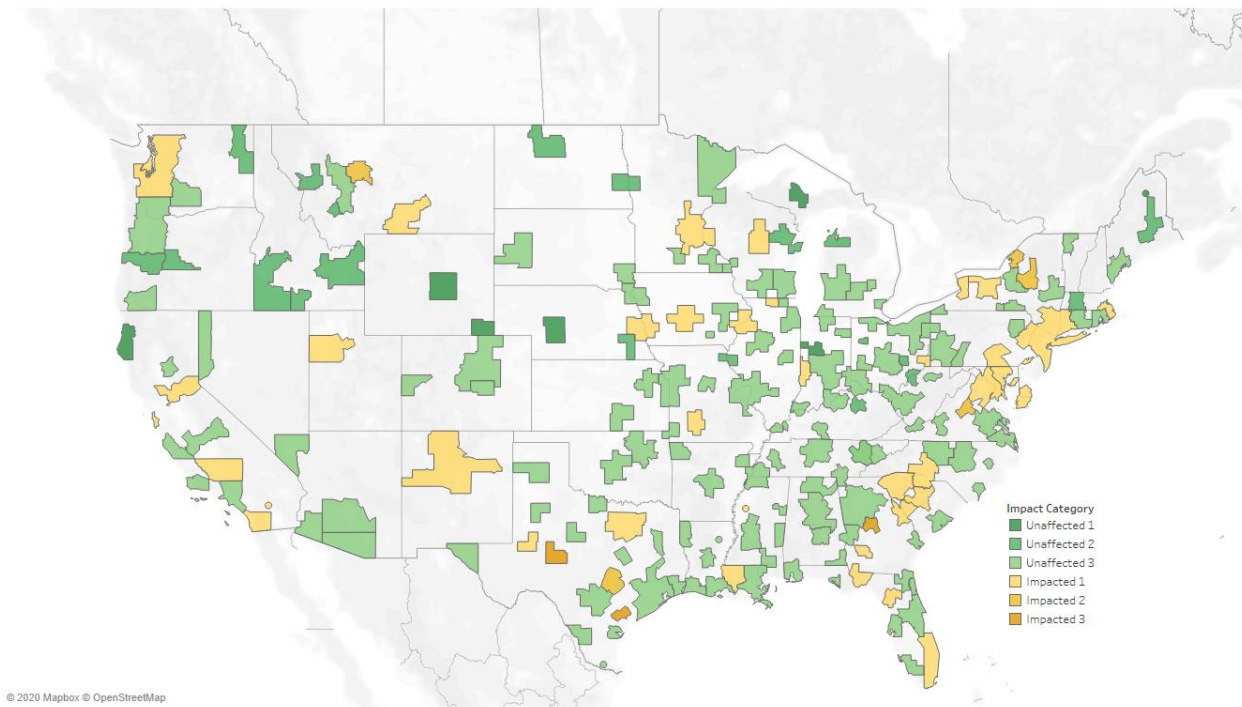 Impact Category
Unaffected 1
Unaffected 2
Unaffected 3
Impacted 1
Impacted 2
Impacted 3
© 2020 Mapbox © OpenStreetMap